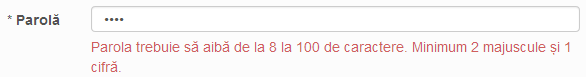 * Parolă ••••
Parola trebuie să aibă de la 8 la 100 de caractere. Minimum 2 majuscule și 1
cifră.